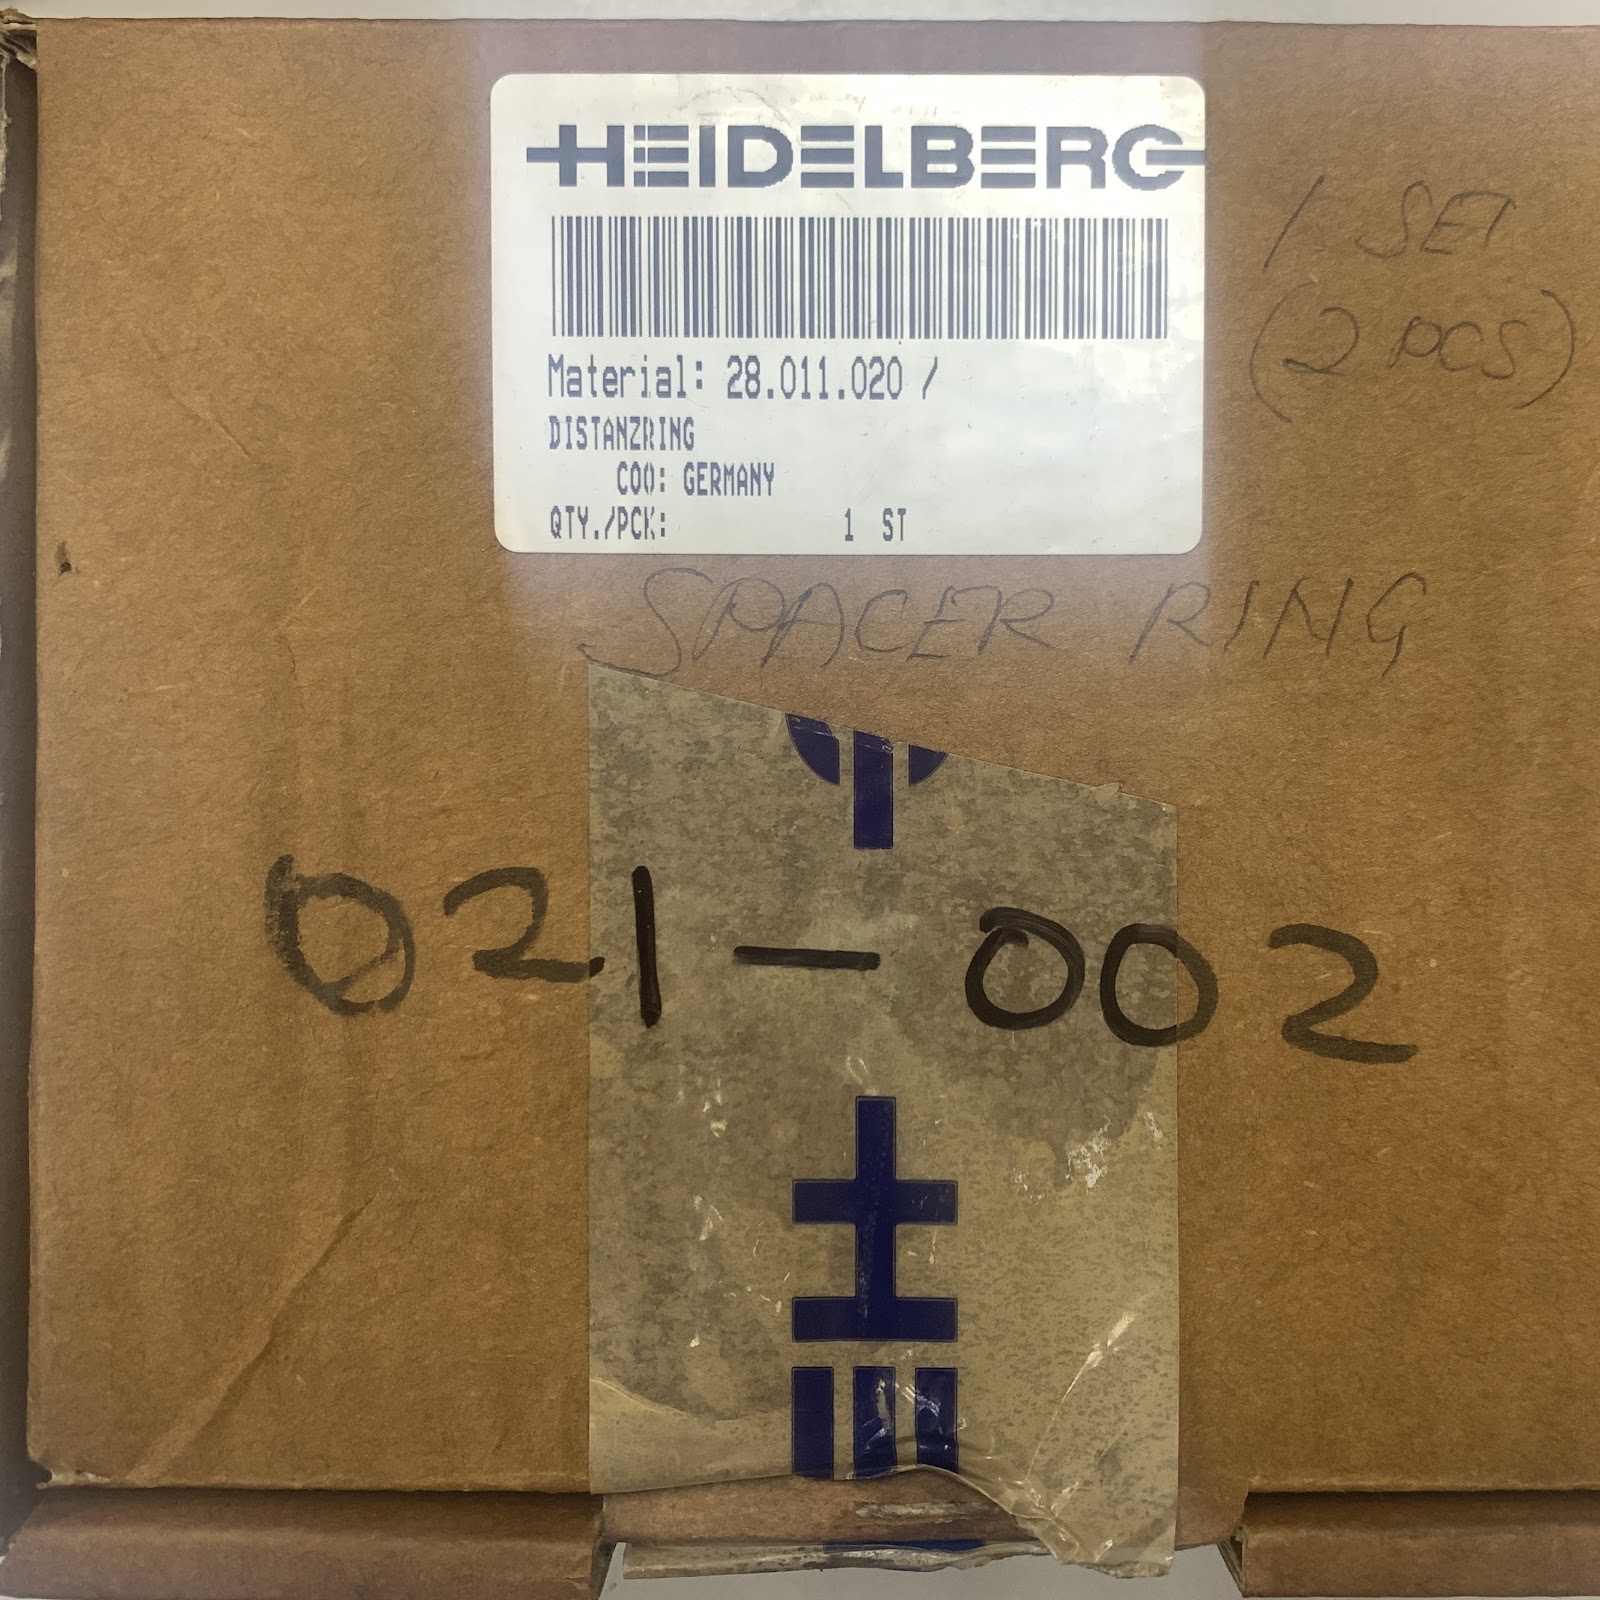 HEIDELBERG
1 SET
(2 PCS)
Material: 28.011.020 /
DISTANZRING
COO: GERMANY
QTY./PCK: 1 ST
SPACER RING
021-002